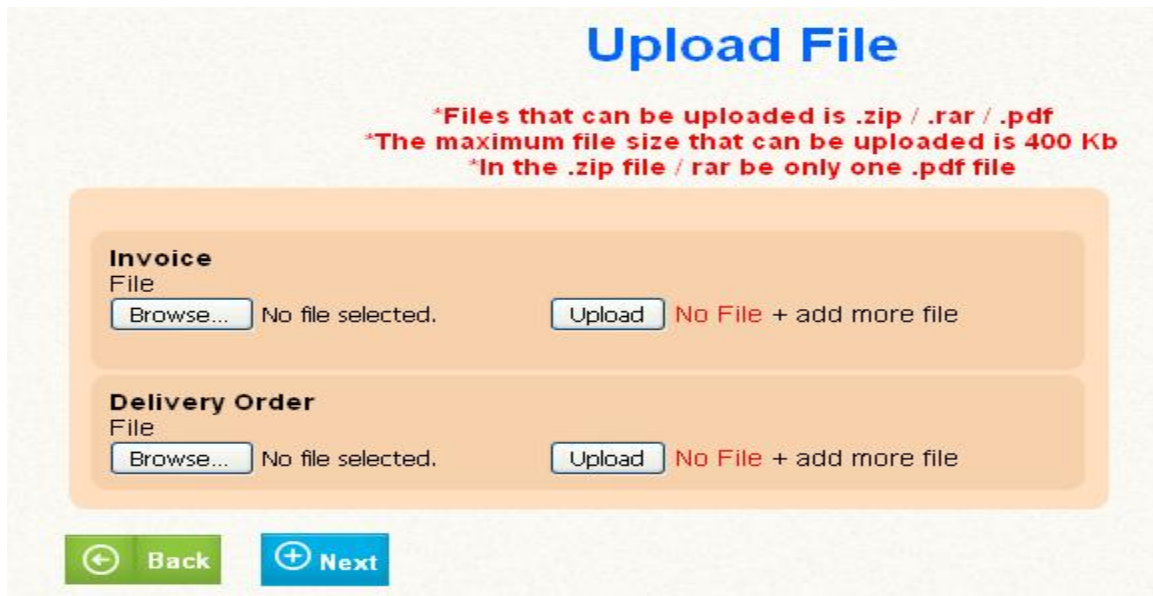 Upload File
*Files that can be uploaded is .zip / .rar / .pdf
*The maximum file size that can be uploaded is 400 Kb
*In the .zip file / rar be only one .pdf file
Invoice
File
Browse... No file selected. Upload No File + add more file
Delivery Order
File
Browse... No file selected. Upload No File + add more file
Back Next